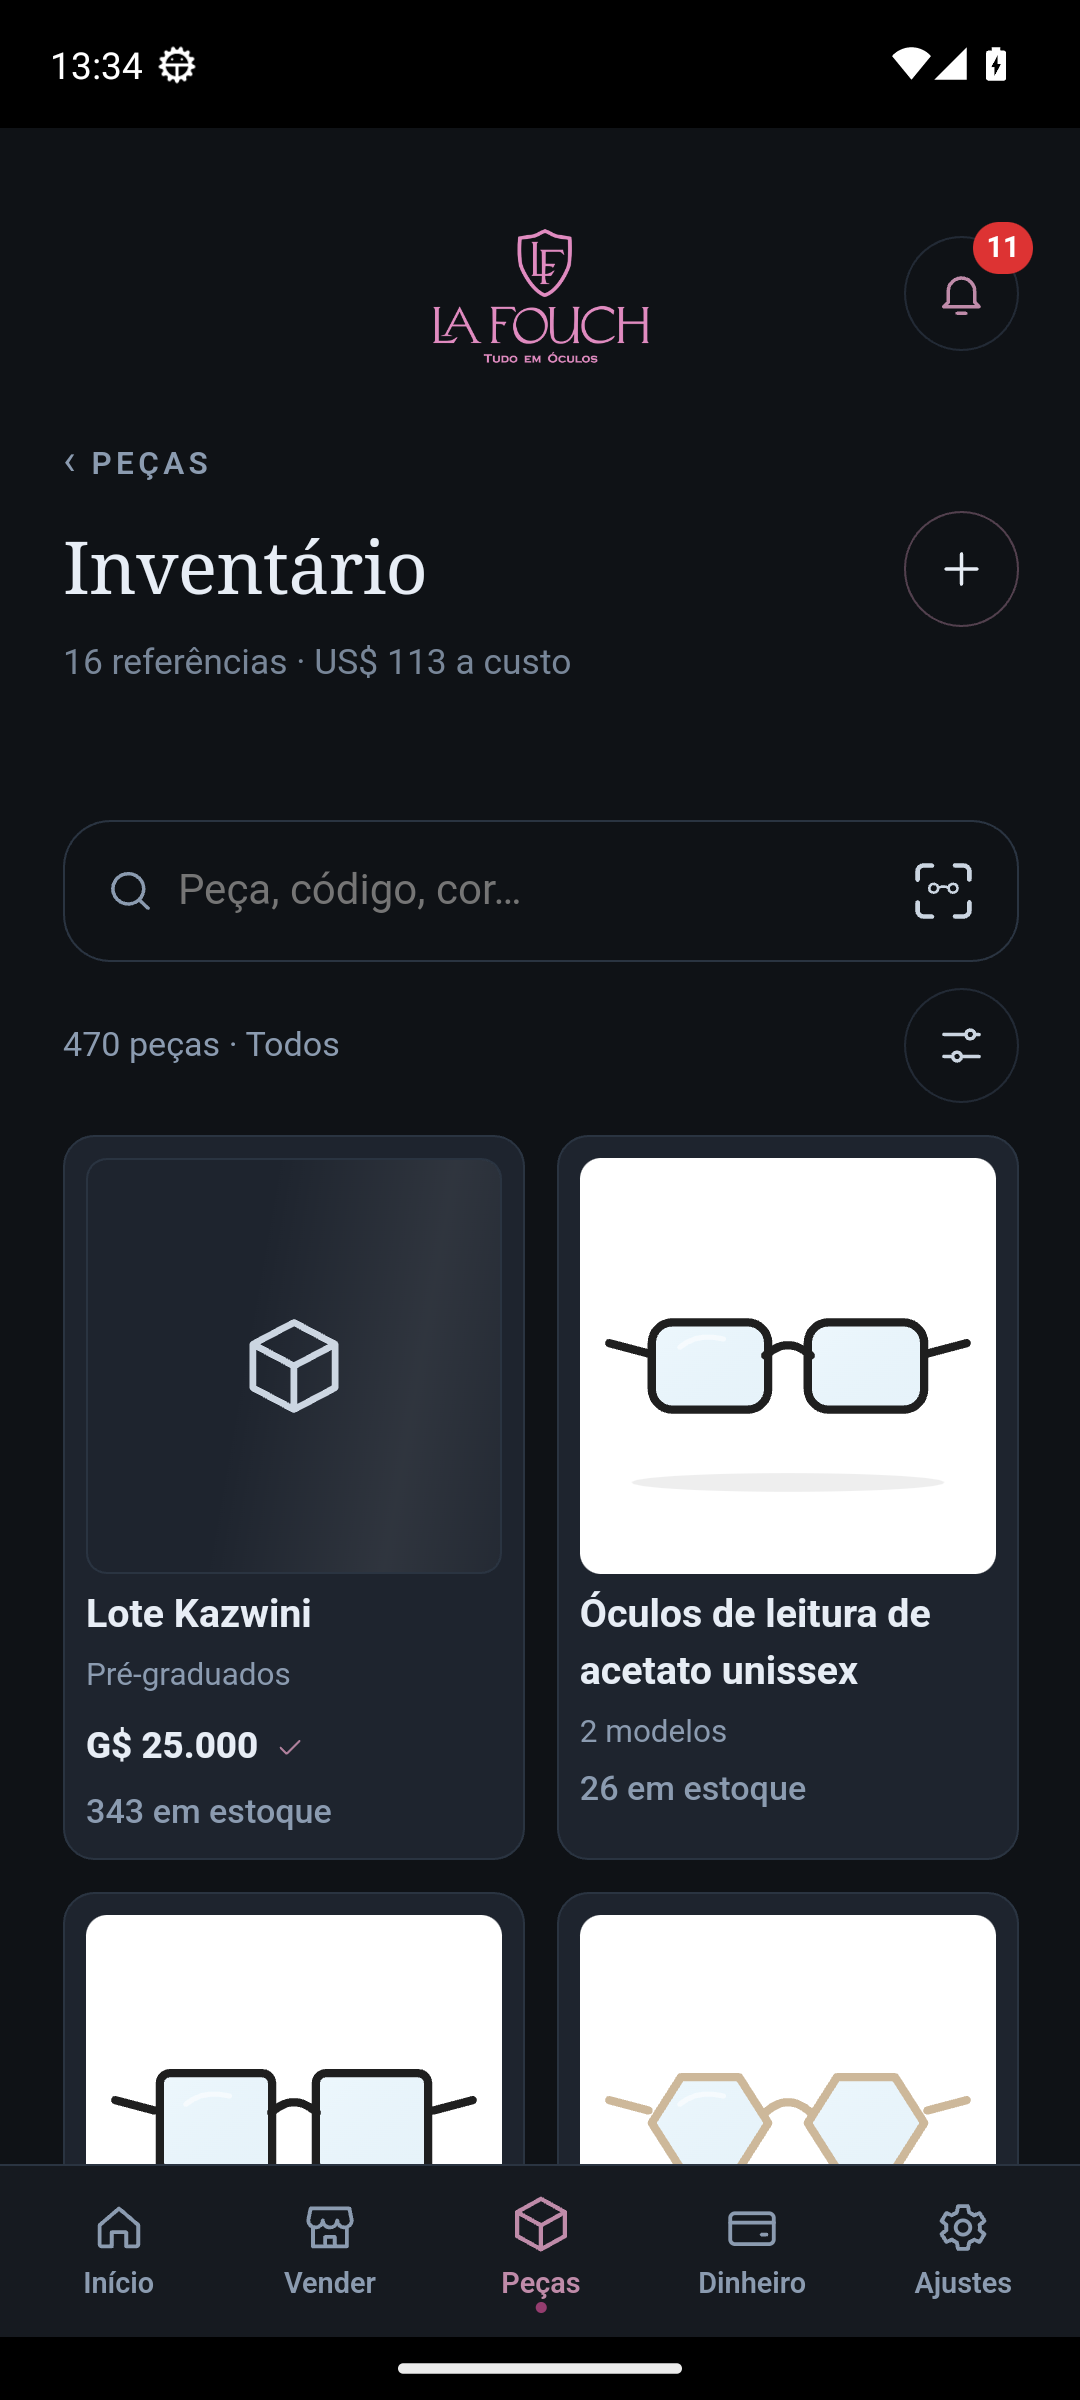 13:34
11
LF
LA FOUCH
TUDO EM ÓCULOS
‹ PEÇAS
Inventário
16 referências · US$ 113 a custo
Peça, código, cor...
470 peças · Todos
Lote Kazwini
Pré-graduados
G$ 25.000
343 em estoque
Óculos de leitura de
acetato unissex
2 modelos
26 em estoque
Início
Vender
Peças
Dinheiro
Ajustes